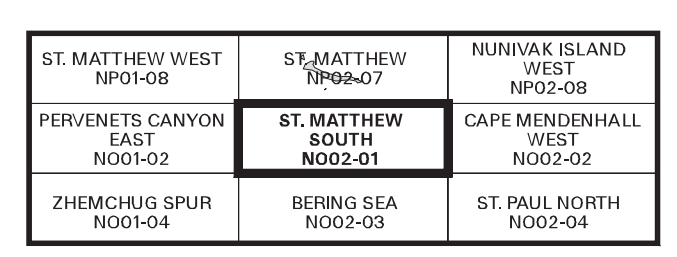 ST. MATTHEW WEST
NP01-08
ST. MATTHEW
NP02-07
NUNIVAK ISLAND
WEST
NP02-08
PERVENETS CANYON
EAST
NO01-02
ST. MATTHEW
SOUTH
NO02-01
CAPE MENDENHALL
WEST
NO02-02
ZHEMCHUG SPUR
NO01-04
BERING SEA
NO02-03
ST. PAUL NORTH
NO02-04